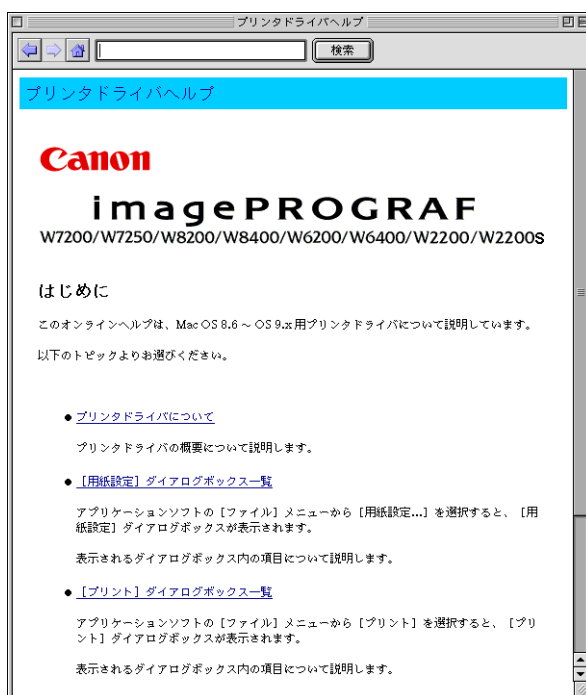 プリンタドライバヘルプ
検索
プリンタドライバヘルプ
Canon
imagePROGRAF
W7200/W7250/W8200/W8400/W6200/W6400/W2200/W2200S
はじめに
このオンラインヘルプは、Mac OS 8.6 ～ OS 9.x 用プリンタドライバについて説明しています。
以下のトピックよりお選びください。
● プリンタドライバについて
プリンタドライバの概要について説明します。
● ［用紙設定］ダイアログボックス一覧
アプリケーションソフトの［ファイル］メニューから［用紙設定...］を選択すると、［用
紙設定］ダイアログボックスが表示されます。
表示されるダイアログボックス内の項目について説明します。
● ［プリント］ダイアログボックス一覧
アプリケーションソフトの［ファイル］メニューから［プリント］を選択すると、［プリ
ント］ダイアログボックスが表示されます。
表示されるダイアログボックス内の項目について説明します。